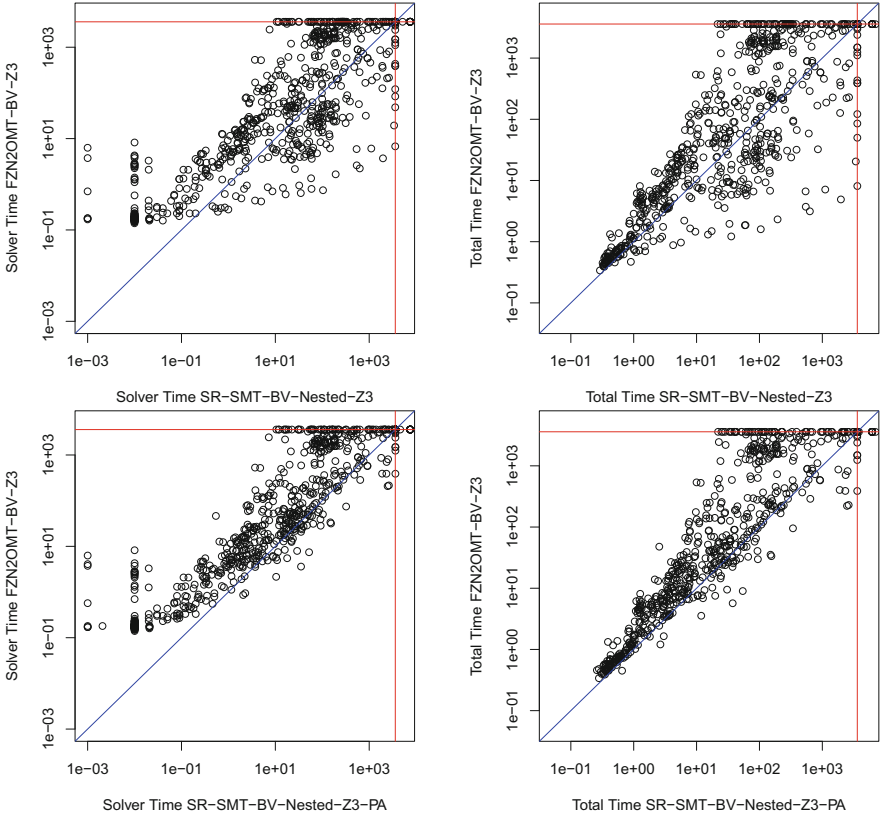 1e+03
1e+01
1e−01
1e−03
Solver Time FZN2OMT−BV−Z3
1e−03 1e−01 1e+01 1e+03
Solver Time SR−SMT−BV−Nested−Z3
1e+03
1e+02
1e+01
1e+00
1e−01
Total Time FZN2OMT−BV−Z3
1e−01 1e+00 1e+01 1e+02 1e+03
Total Time SR−SMT−BV−Nested−Z3
1e+03
1e+01
1e−01
1e−03
Solver Time FZN2OMT−BV−Z3
1e−03 1e−01 1e+01 1e+03
Solver Time SR−SMT−BV−Nested−Z3−PA
1e+03
1e+02
1e+01
1e+00
1e−01
Total Time FZN2OMT−BV−Z3
1e−01 1e+00 1e+01 1e+02 1e+03
Total Time SR−SMT−BV−Nested−Z3−PA